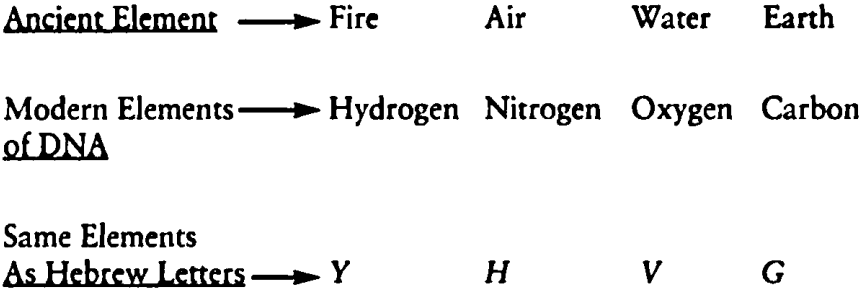 Ancient Element → Fire Air Water Earth
Modern Elements → Hydrogen Nitrogen Oxygen Carbon
of DNA
Same Elements
As Hebrew Letters → Y H V G